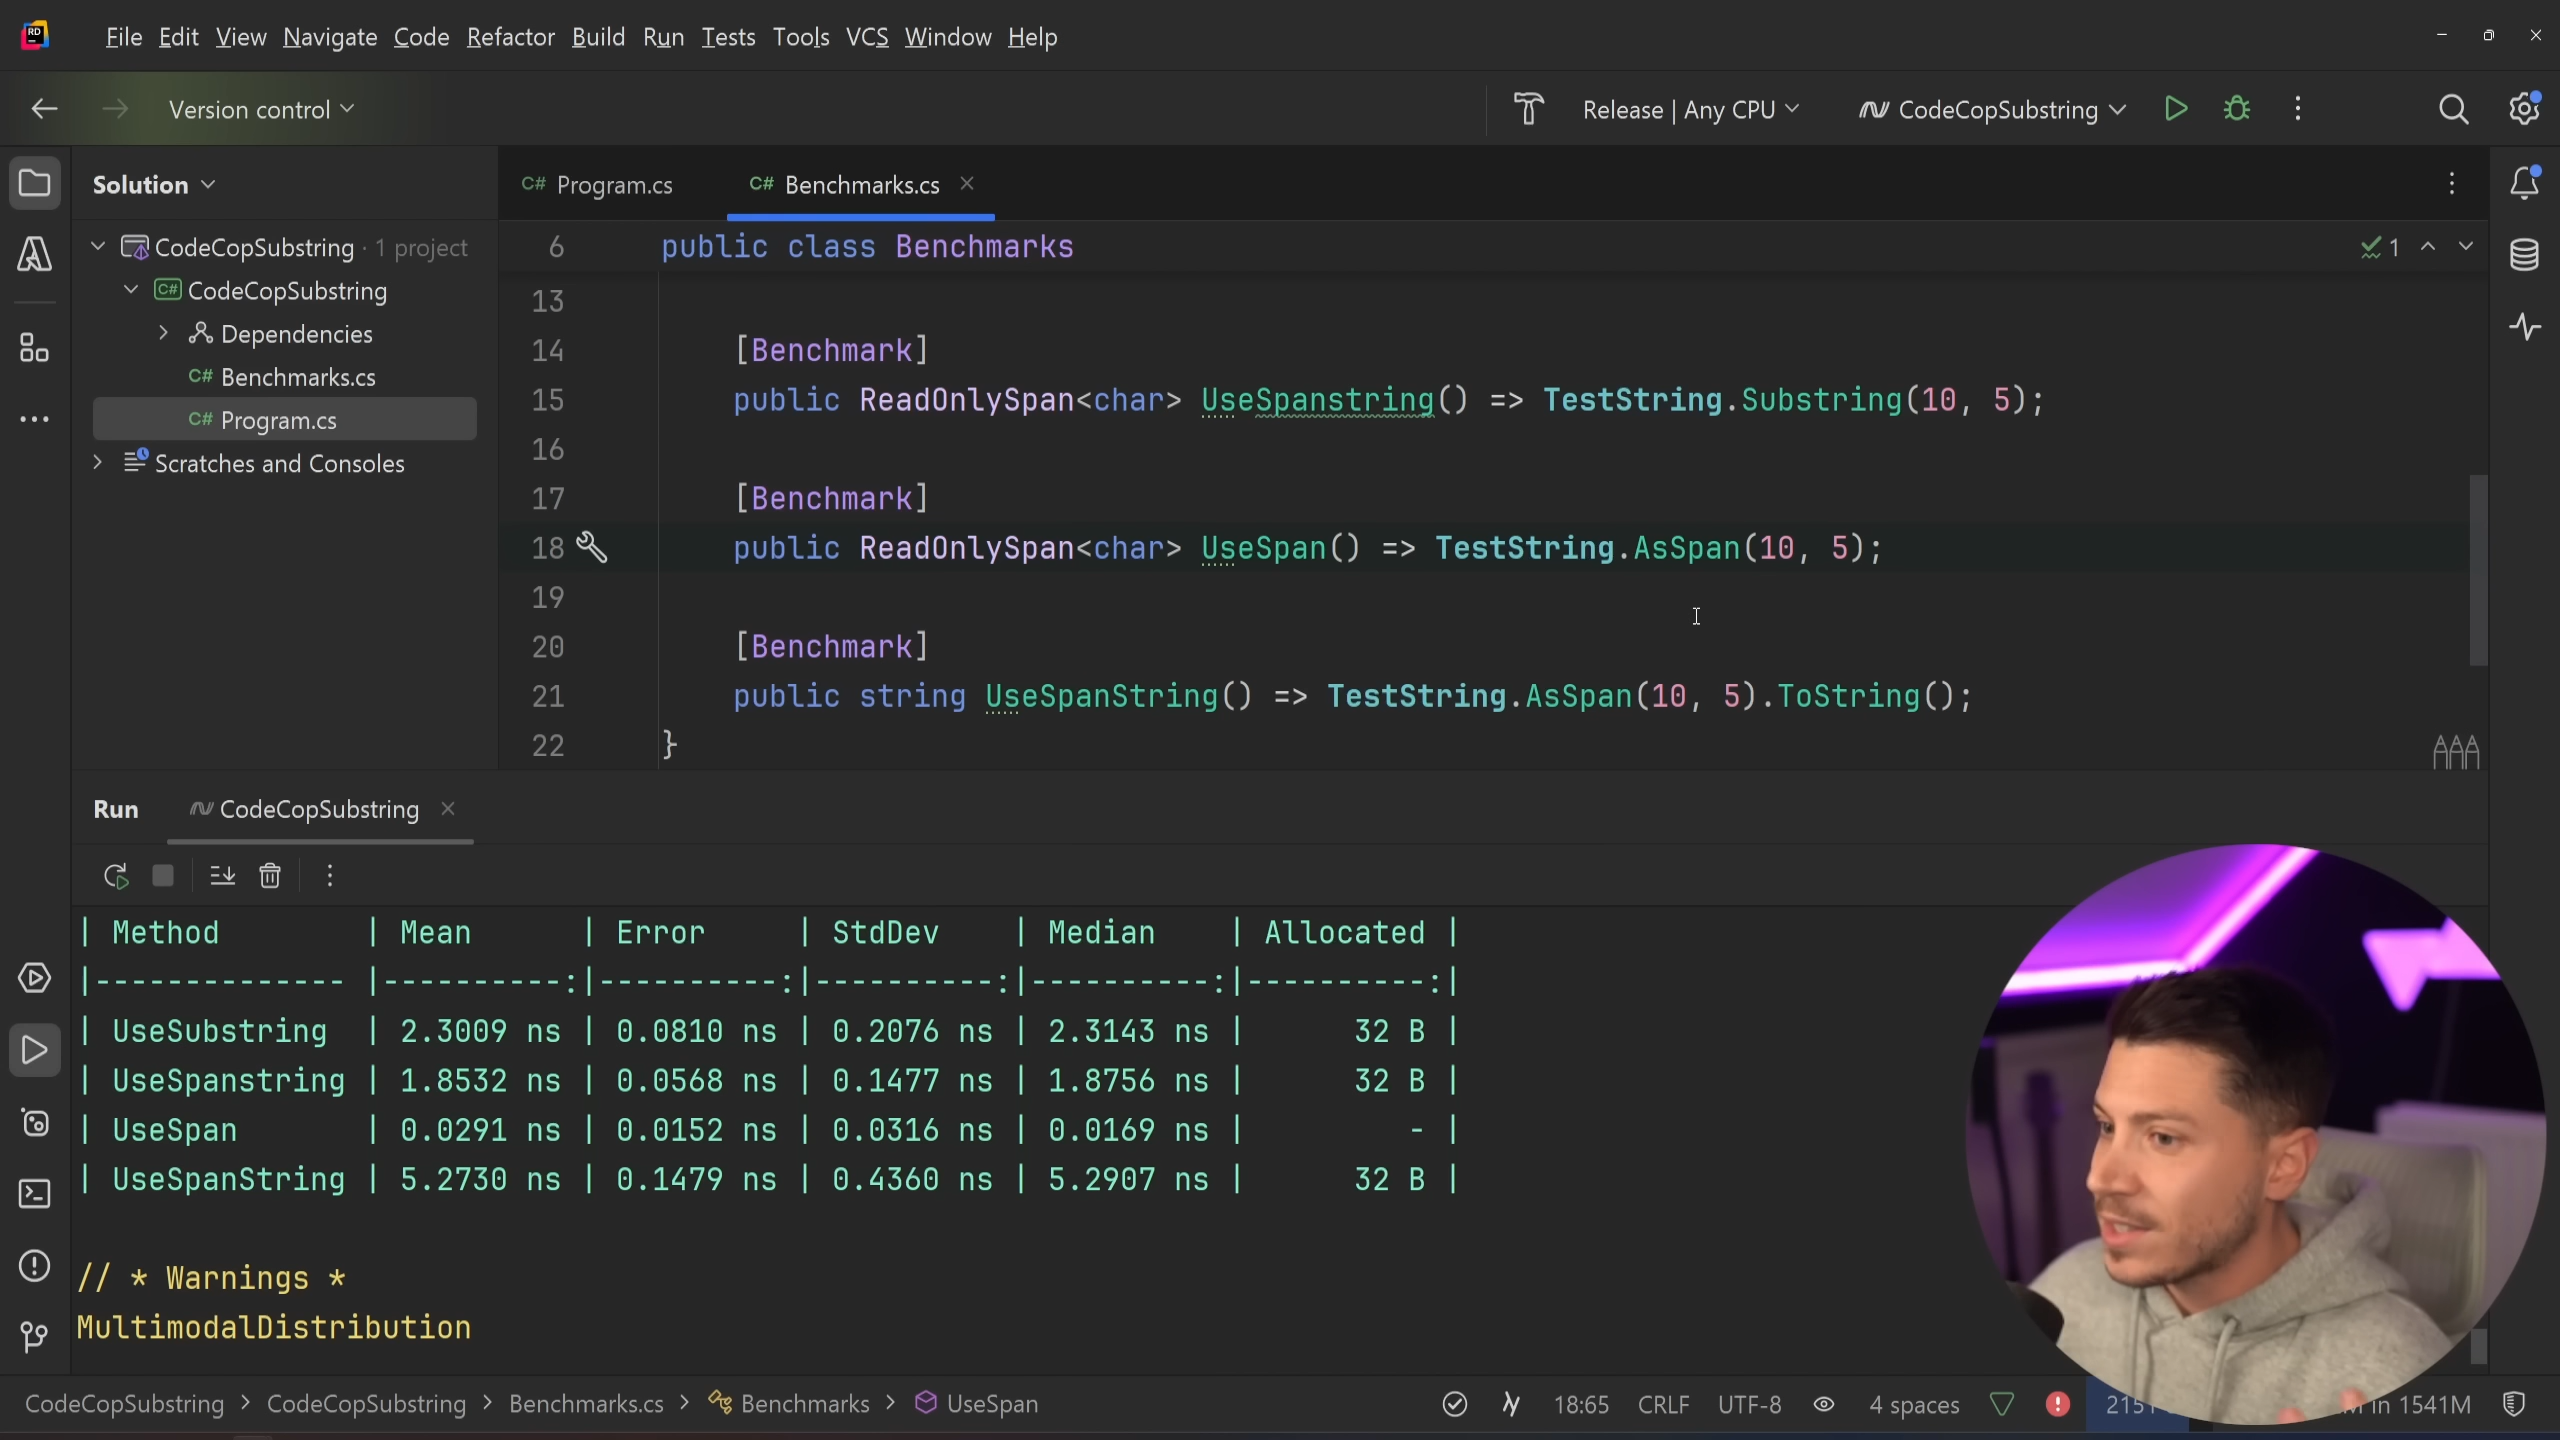 RD
File Edit View Navigate Code Refactor Build Run Tests Tools VCS Window Help
Version control
Release | Any CPU
CodeCopSubstring
Solution
C# Program.cs
C# Benchmarks.cs
CodeCopSubstring · 1 project
C# CodeCopSubstring
Dependencies
C# Benchmarks.cs
C# Program.cs
Scratches and Consoles
6 public class Benchmarks
1
13
14 [Benchmark]
15 public ReadOnlySpan<char> UseSpanstring() => TestString.Substring(10, 5);
16
17 [Benchmark]
18 public ReadOnlySpan<char> UseSpan() => TestString.AsSpan(10, 5);
19
20 [Benchmark]
21 public string UseSpanString() => TestString.AsSpan(10, 5).ToString();
22 }
Run CodeCopSubstring
| Method | Mean | Error | StdDev | Median | Allocated |
|-------------- |----------:|----------:|----------:|----------:|----------:|
| UseSubstring | 2.3009 ns | 0.0810 ns | 0.2076 ns | 2.3143 ns | 32 B |
| UseSpanstring | 1.8532 ns | 0.0568 ns | 0.1477 ns | 1.8756 ns | 32 B |
| UseSpan | 0.0291 ns | 0.0152 ns | 0.0316 ns | 0.0169 ns | - |
| UseSpanString | 5.2730 ns | 0.1479 ns | 0.4360 ns | 5.2907 ns | 32 B |
// * Warnings *
MultimodalDistribution
CodeCopSubstring > CodeCopSubstring > Benchmarks.cs > Benchmarks > UseSpan
18:65 CRLF UTF-8 4 spaces in 1541M